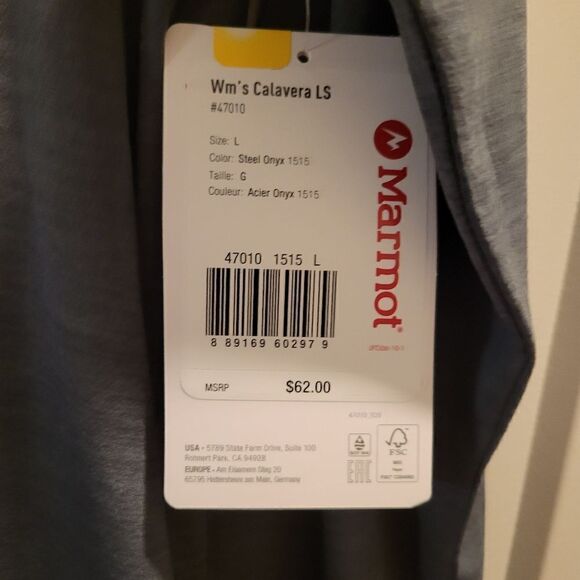 Wm's Calavera LS
#47010
Size: L
Color: Steel Onyx 1515
Taille: G
Couleur: Acier Onyx 1515
Marmot
47010 1515 L
8 89169 60297 9
MSRP $62.00
USA - 5789 State Farm Drive, Suite 100
Rohnert Park, CA 94928
EUROPE - Am Eisernen Steg 20
65795 Hattersheim am Main, Germany
FSC
EAC